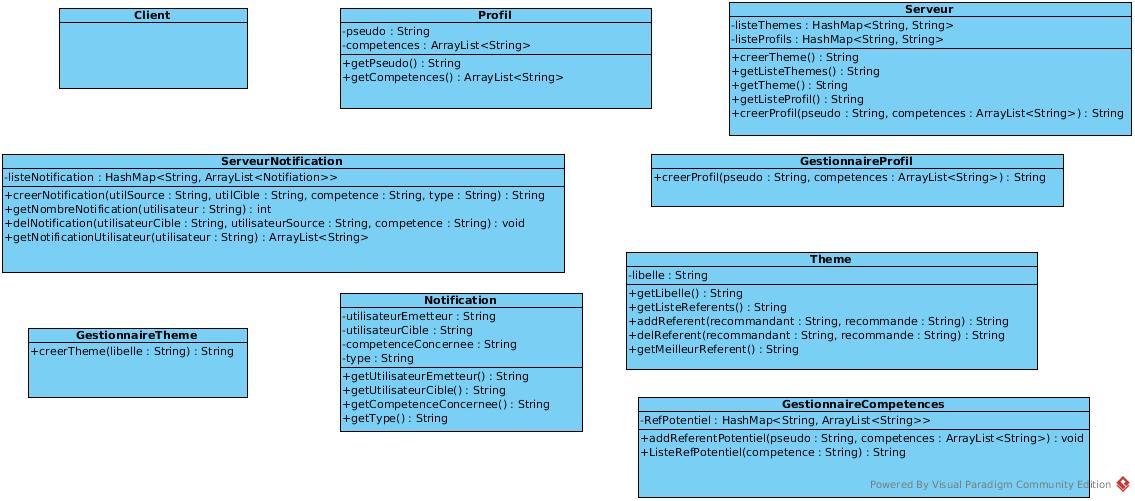 Client
Profil
-pseudo : String
-competences : ArrayList<String>
+getPseudo() : String
+getCompetences() : ArrayList<String>
Serveur
-listeThemes : HashMap<String, String>
-listeProfils : HashMap<String, String>
+creerTheme() : String
+getListeThemes() : String
+getTheme() : String
+getListeProfil() : String
+creerProfil(pseudo : String, competences : ArrayList<String>) : String
ServeurNotification
-listeNotification : HashMap<String, ArrayList<Notifiation>>
+creerNotification(utilSource : String, utilCible : String, competence : String, type : String) : String
+getNombreNotification(utilisateur : String) : int
+delNotification(utilisateurCible : String, utilisateurSource : String, competence : String) : void
+getNotificationUtilisateur(utilisateur : String) : ArrayList<String>
GestionnaireProfil
+creerProfil(pseudo : String, competences : ArrayList<String>) : String
Theme
-libelle : String
+getLibelle() : String
+getListeReferents() : String
+addReferent(recommandant : String, recommande : String) : String
+delReferent(recommandant : String, recommande : String) : String
+getMeilleurReferent() : String
GestionnaireTheme
+creerTheme(libelle : String) : String
Notification
-utilisateurEmetteur : String
-utilisateurCible : String
-competenceConcernee : String
-type : String
+getUtilisateurEmetteur() : String
+getUtilisateurCible() : String
+getCompetenceConcernee() : String
+getType() : String
GestionnaireCompetences
-RefPotentiel : HashMap<String, ArrayList<String>>
+addReferentPotentiel(pseudo : String, competences : ArrayList<String>) : void
+ListeRefPotentiel(competence : String) : String
Powered By Visual Paradigm Community Edition